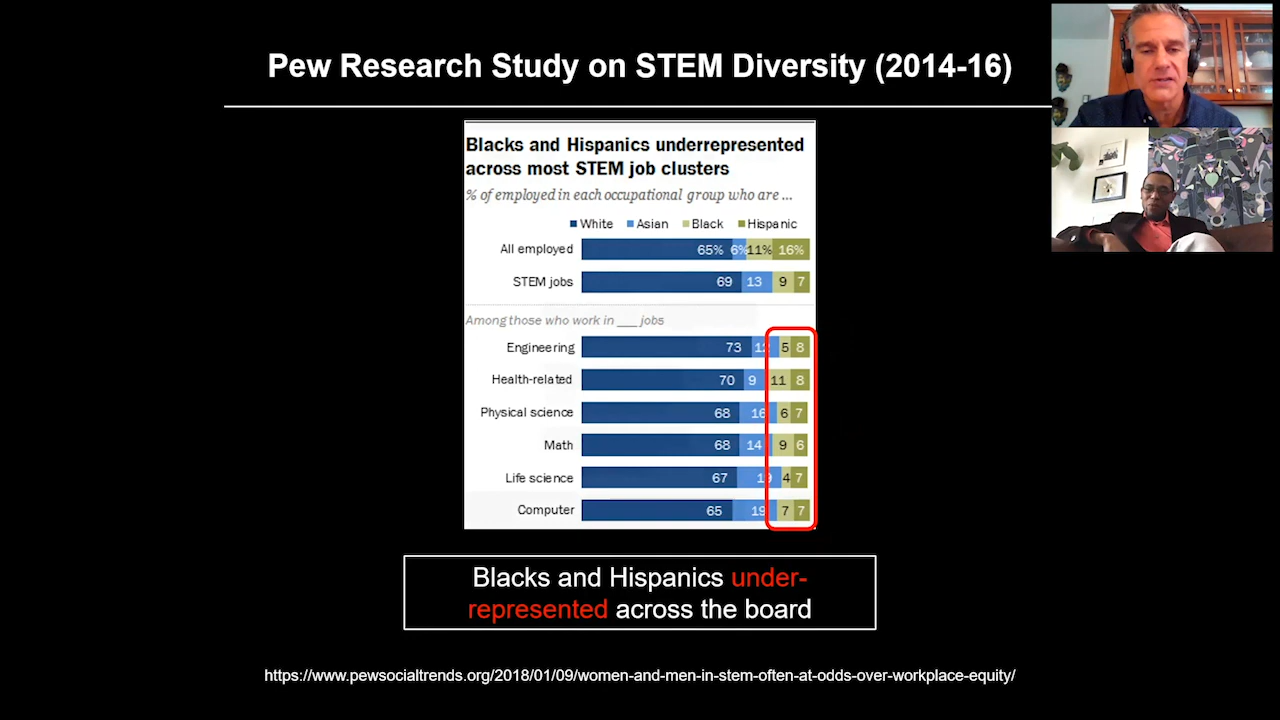 Pew Research Study on STEM Diversity (2014-16)
Blacks and Hispanics underrepresented
across most STEM job clusters
% of employed in each occupational group who are ...
White Asian Black Hispanic
All employed 65% 6% 11% 16%
STEM jobs 69 13 9 7
Among those who work in ___ jobs
Engineering 73 12 5 8
Health-related 70 9 11 8
Physical science 68 16 6 7
Math 68 14 9 6
Life science 67 19 4 7
Computer 65 19 7 7
Blacks and Hispanics under-
represented across the board
https://www.pewsocialtrends.org/2018/01/09/women-and-men-in-stem-often-at-odds-over-workplace-equity/